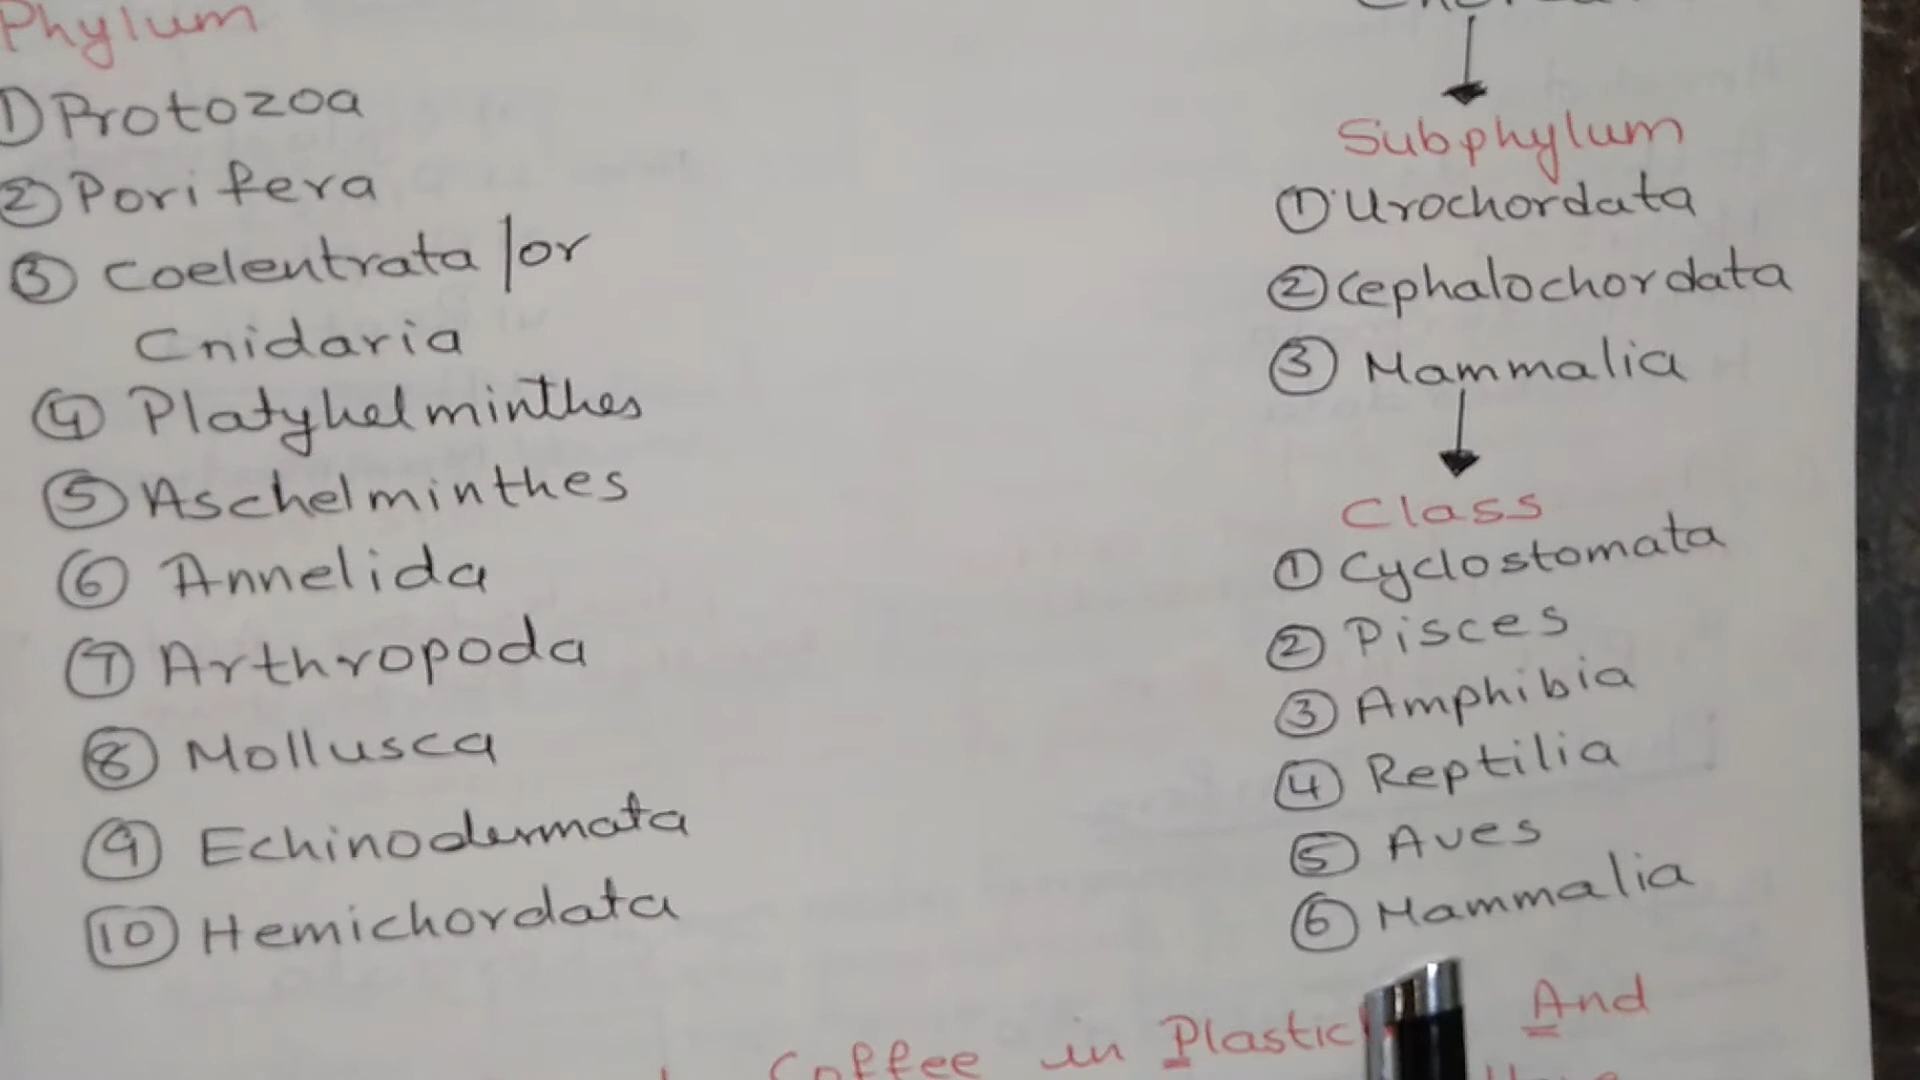 Phylum
① Protozoa
② Porifera
③ Coelentrata /or
Cnidaria
④ Platyhelminthes
⑤ Aschelminthes
⑥ Annelida
⑦ Arthropoda
⑧ Mollusca
⑨ Echinodermata
⑩ Hemichordata
Subphylum
① Urochordata
② Cephalochordata
③ Mammalia
Class
① Cyclostomata
② Pisces
③ Amphibia
④ Reptilia
⑤ Aves
⑥ Mammalia
Coffee in Plastic And